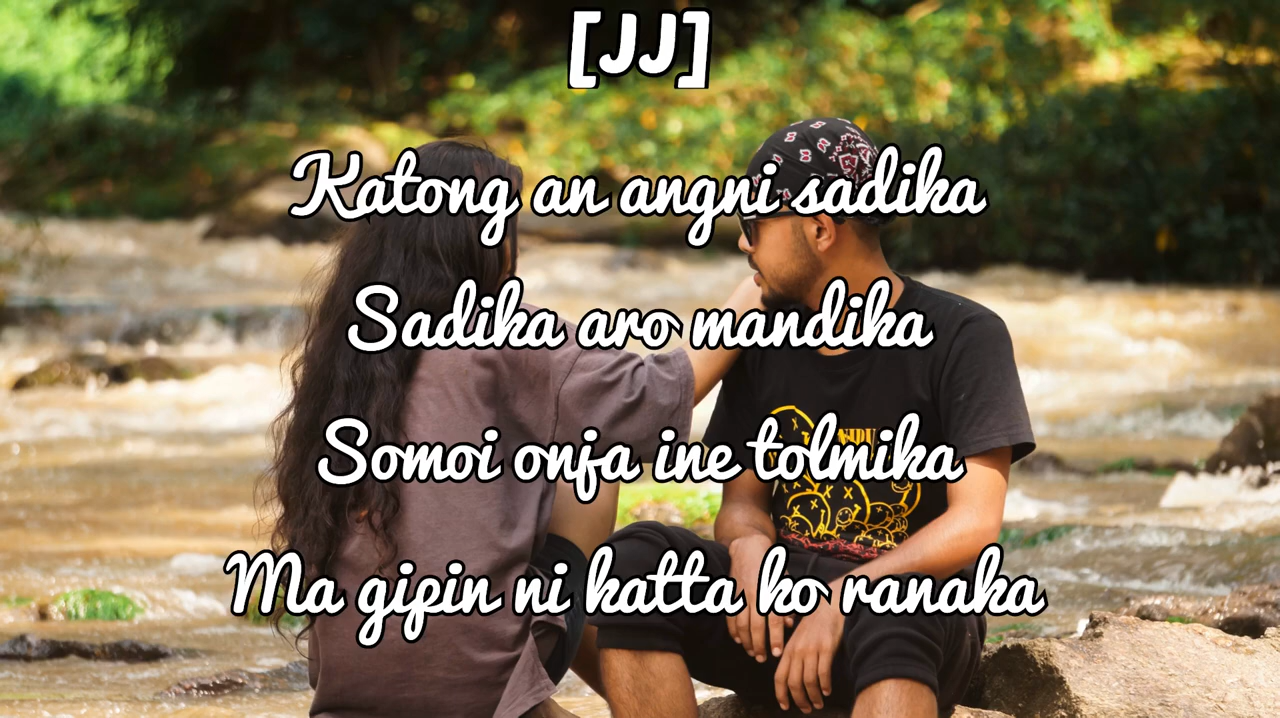 [JJ]
Katong an angni sadika
Sadika aro mandika
Somoi onja ine tolmika
Ma gipin ni katta ko ranaka